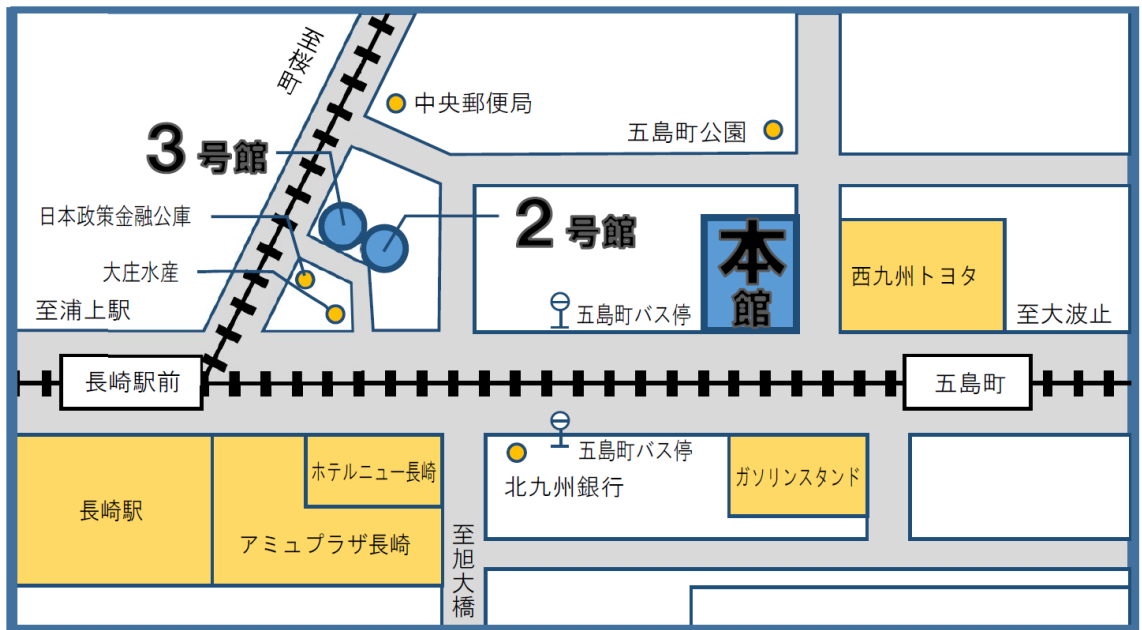 至桜町
中央郵便局
五島町公園
3号館
日本政策金融公庫
2号館
本館
大庄水産
西九州トヨタ
至浦上駅
五島町バス停
至大波止
長崎駅前
五島町
五島町バス停
ホテルニュー長崎
北九州銀行
ガソリンスタンド
長崎駅
アミュプラザ長崎
至旭大橋